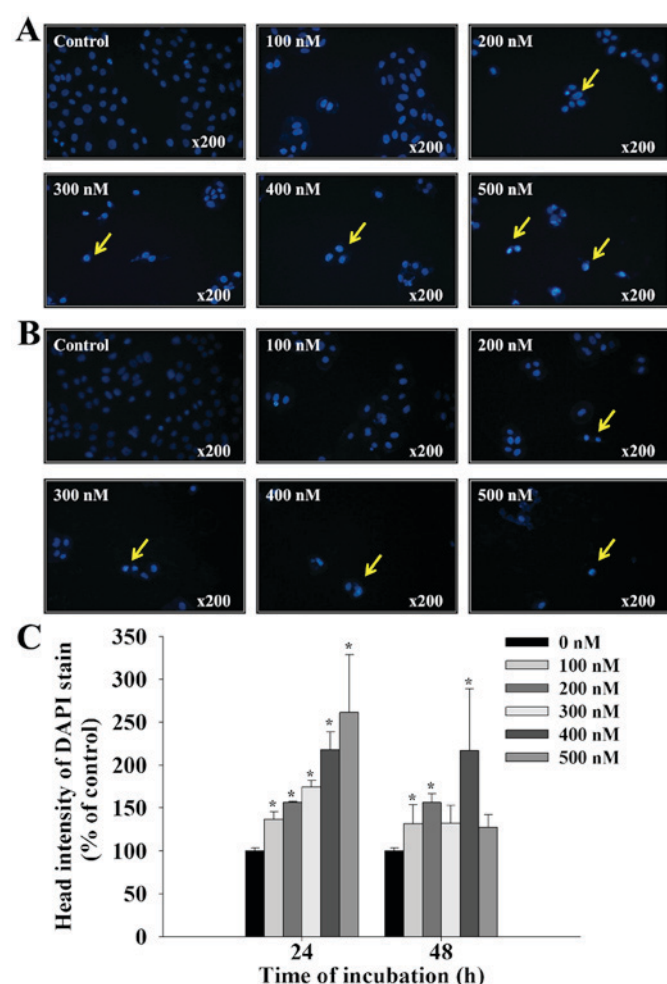 A
Control
100 nM
200 nM
x200
x200
x200
300 nM
400 nM
500 nM
x200
x200
x200
B
Control
100 nM
200 nM
x200
x200
x200
300 nM
400 nM
500 nM
x200
x200
x200
C
Head intensity of DAPI stain
(% of control)
350
300
250
200
150
100
50
0
* * * * *
* * *
0 nM
100 nM
200 nM
300 nM
400 nM
500 nM
24 48
Time of incubation (h)